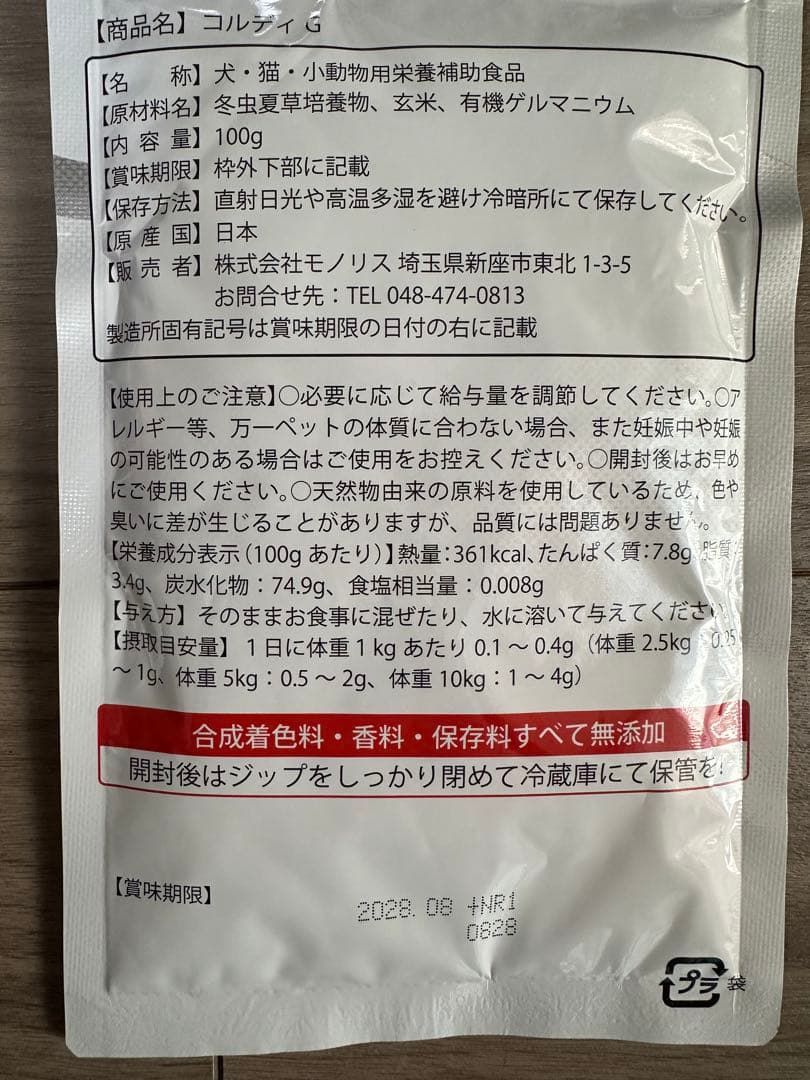 【商品名】コルディG
【名　　称】犬・猫・小動物用栄養補助食品
【原材料名】冬虫夏草培養物、玄米、有機ゲルマニウム
【内 容 量】100g
【賞味期限】枠外下部に記載
【保存方法】直射日光や高温多湿を避け冷暗所にて保存してください。
【原 産 国】日本
【販 売 者】株式会社モノリス 埼玉県新座市東北 1-3-5
お問合せ先：TEL 048-474-0813
製造所固有記号は賞味期限の日付の右に記載
【使用上のご注意】○必要に応じて給与量を調節してください。○ア
レルギー等、万一ペットの体質に合わない場合、また妊娠中や妊娠
の可能性のある場合はご使用をお控えください。○開封後はお早め
にご使用ください。○天然物由来の原料を使用しているため、色や
臭いに差が生じることがありますが、品質には問題ありません。
【栄養成分表示（100g あたり）】熱量：361kcal、たんぱく質：7.8g、脂質：
3.4g、炭水化物：74.9g、食塩相当量：0.008g
【与え方】そのままお食事に混ぜたり、水に溶いて与えてください。
【摂取目安量】 1 日に体重 1 kg あたり 0.1 ～ 0.4g（体重 2.5kg：0.25
～ 1g、体重 5kg：0.5 ～ 2g、体重 10kg：1 ～ 4g）
合成着色料・香料・保存料すべて無添加
開封後はジップをしっかり閉めて冷蔵庫にて保管を!
【賞味期限】
2028. 08 +NR1
0828
プラ 袋